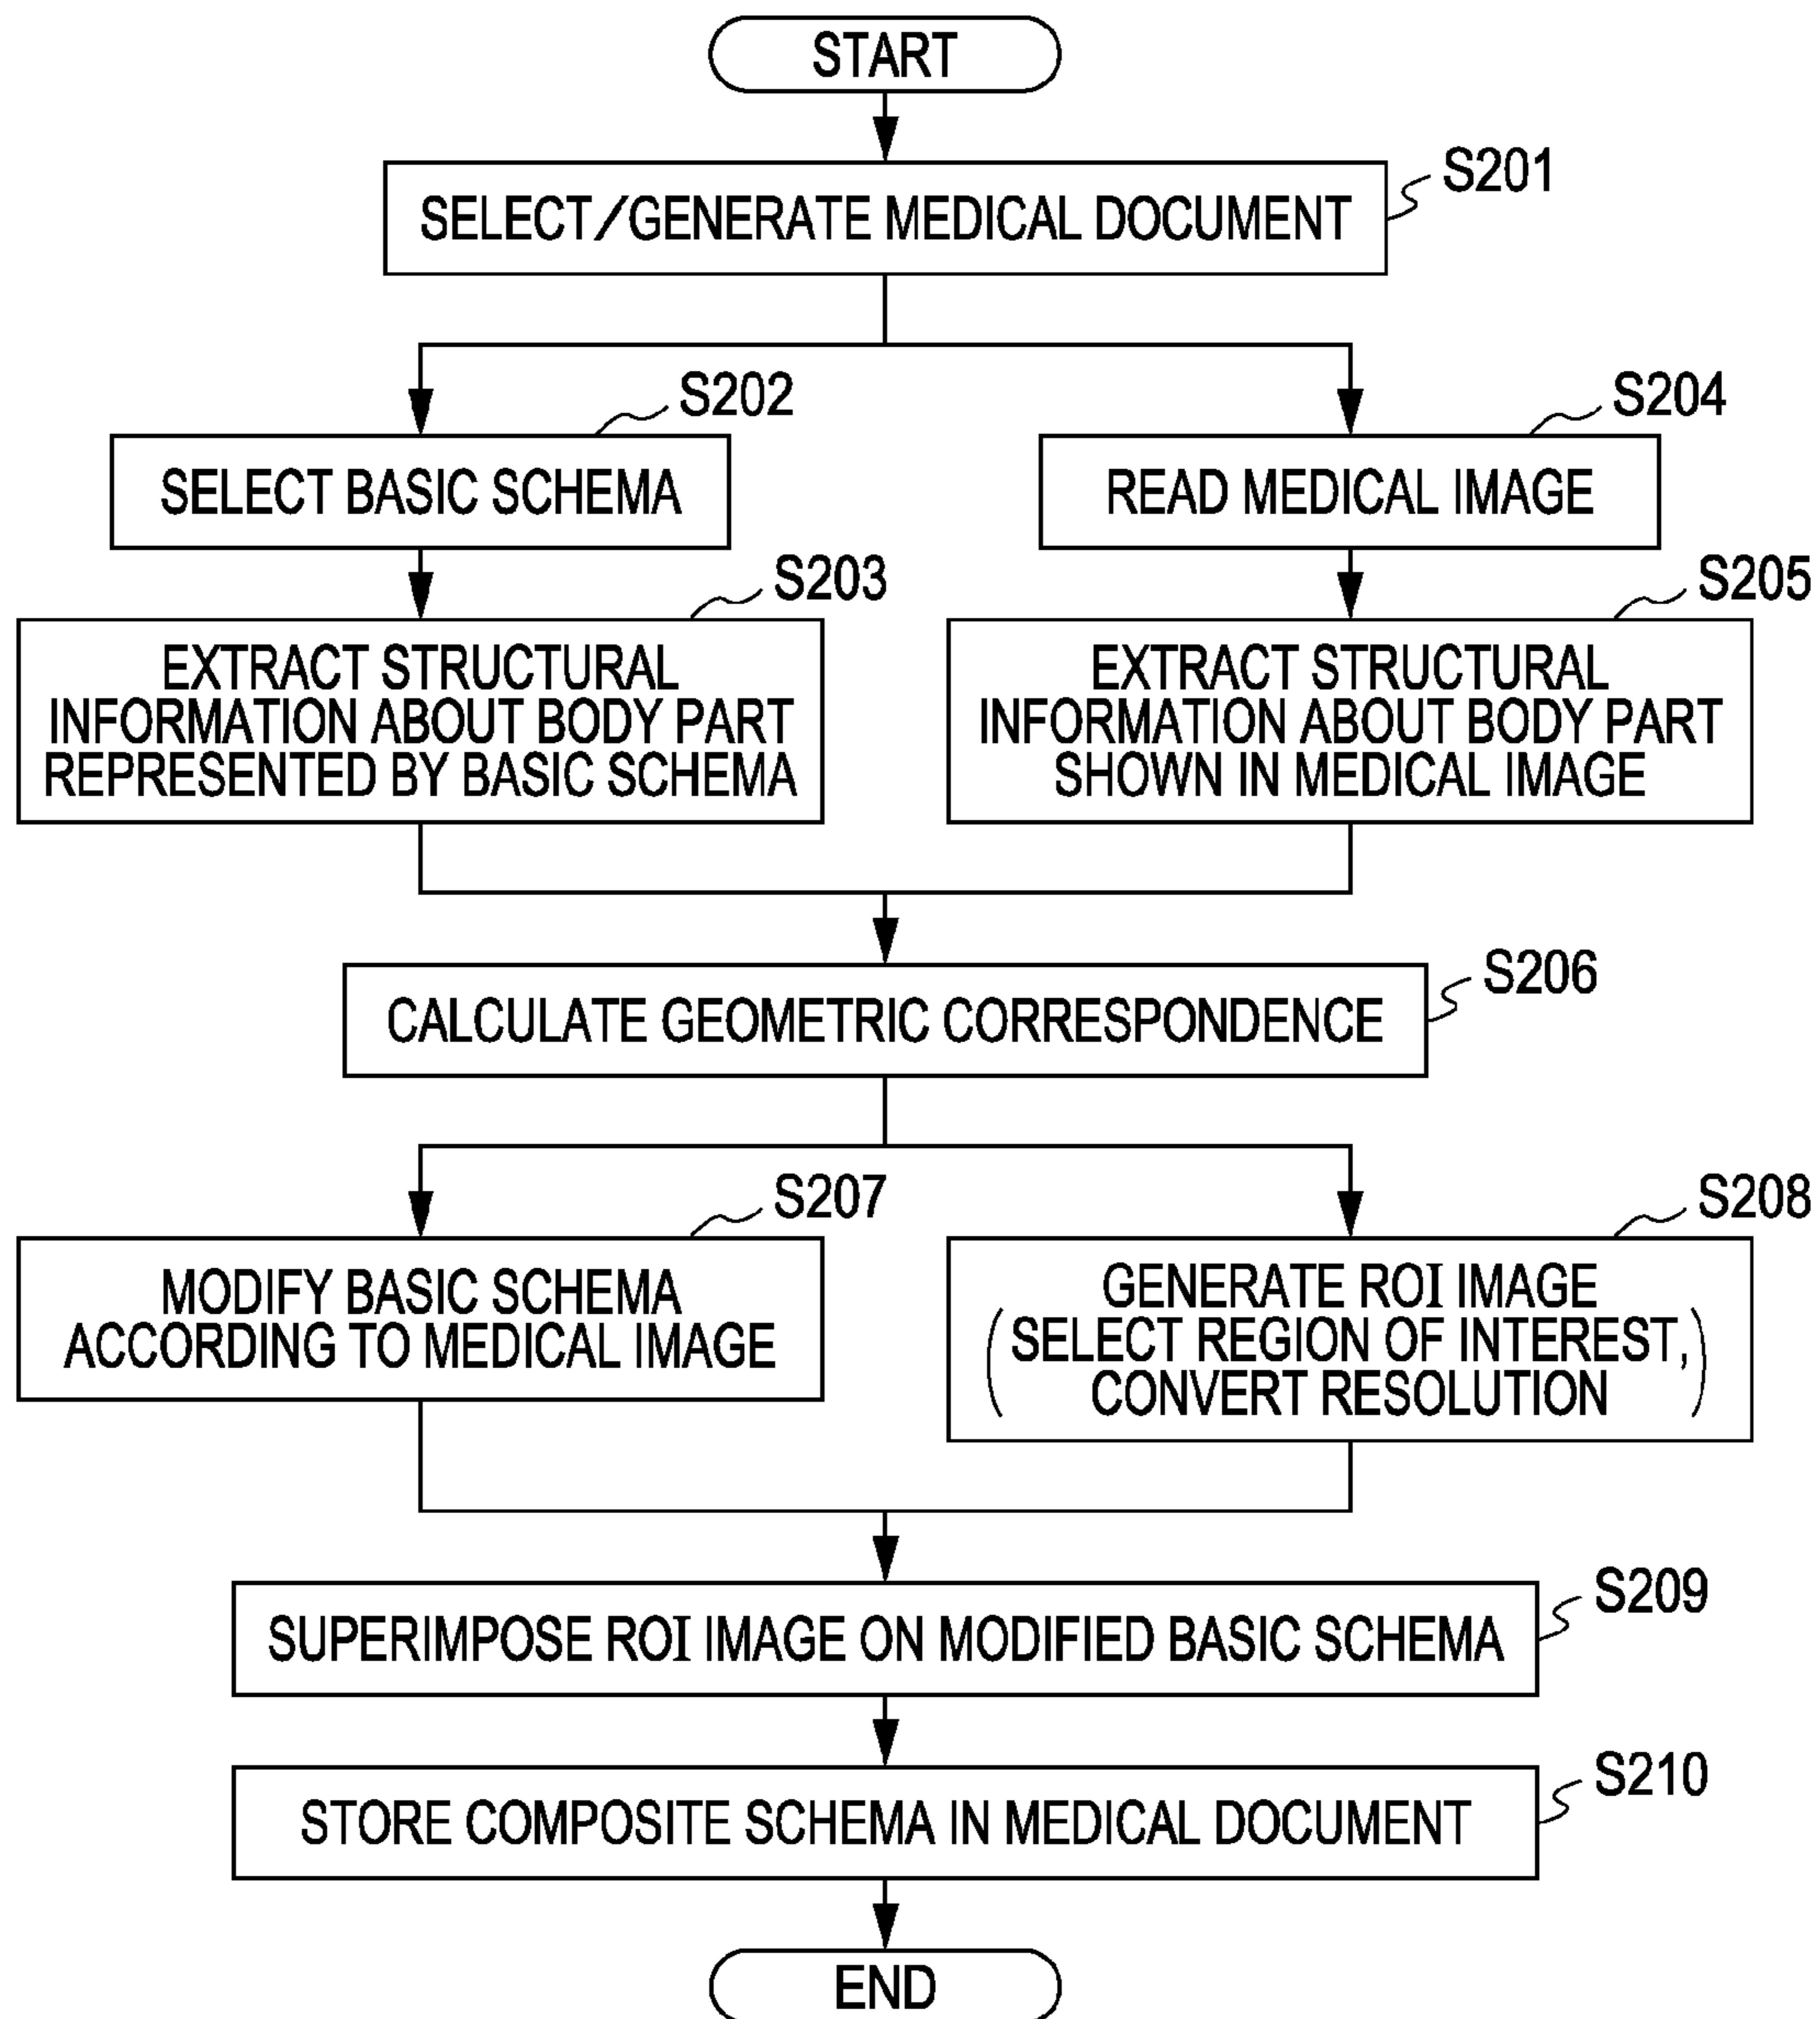 START
S201
SELECT/GENERATE MEDICAL DOCUMENT
S202
SELECT BASIC SCHEMA
S204
READ MEDICAL IMAGE
S203
EXTRACT STRUCTURAL
INFORMATION ABOUT BODY PART
REPRESENTED BY BASIC SCHEMA
S205
EXTRACT STRUCTURAL
INFORMATION ABOUT BODY PART
SHOWN IN MEDICAL IMAGE
S206
CALCULATE GEOMETRIC CORRESPONDENCE
S207
MODIFY BASIC SCHEMA
ACCORDING TO MEDICAL IMAGE
S208
GENERATE ROI IMAGE
(SELECT REGION OF INTEREST,
CONVERT RESOLUTION)
S209
SUPERIMPOSE ROI IMAGE ON MODIFIED BASIC SCHEMA
S210
STORE COMPOSITE SCHEMA IN MEDICAL DOCUMENT
END